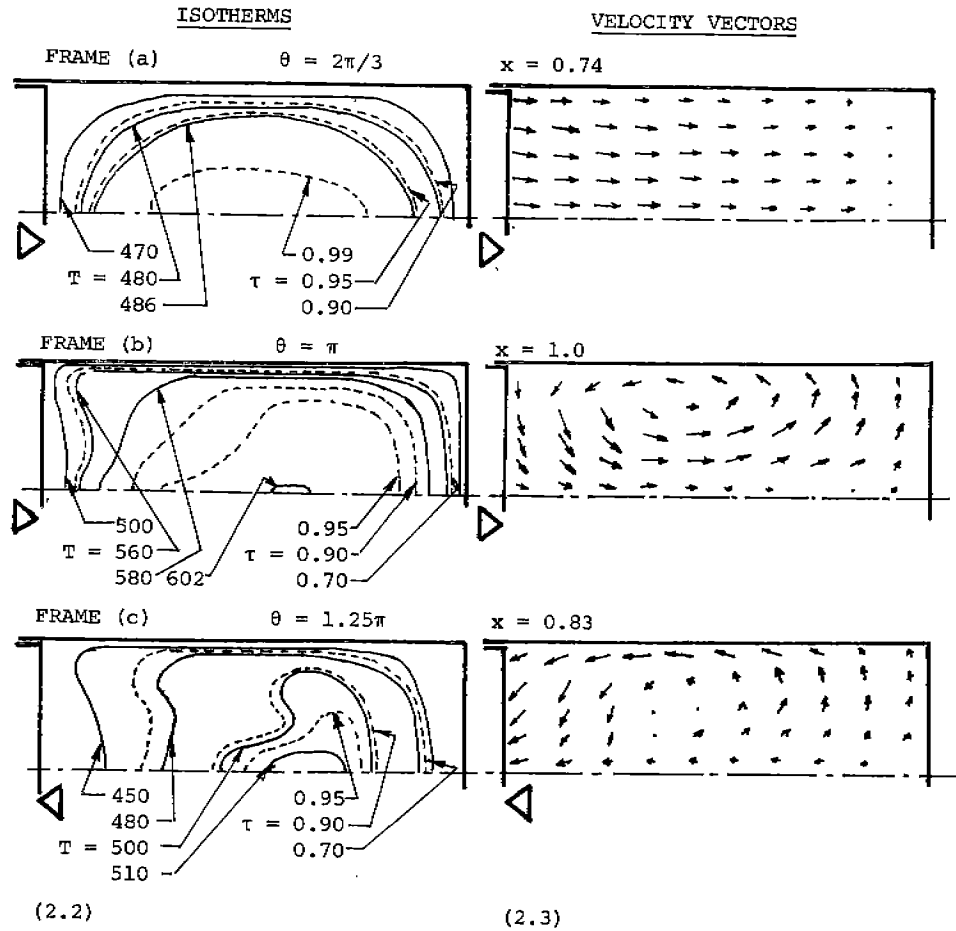 ISOTHERMS
VELOCITY VECTORS
FRAME (a) θ = 2π/3
x = 0.74
470
T = 480
486
0.99
τ = 0.95
0.90
FRAME (b) θ = π
x = 1.0
500
T = 560
580 602
0.95
τ = 0.90
0.70
FRAME (c) θ = 1.25π
x = 0.83
450
480
T = 500
510
0.95
τ = 0.90
0.70
(2.2)
(2.3)